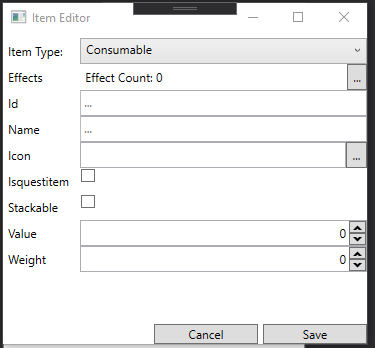 Item Editor
Item Type: Consumable
Effects Effect Count: 0 ...
Id ...
Name ...
Icon ...
Isquestitem
Stackable
Value 0
Weight 0
Cancel Save